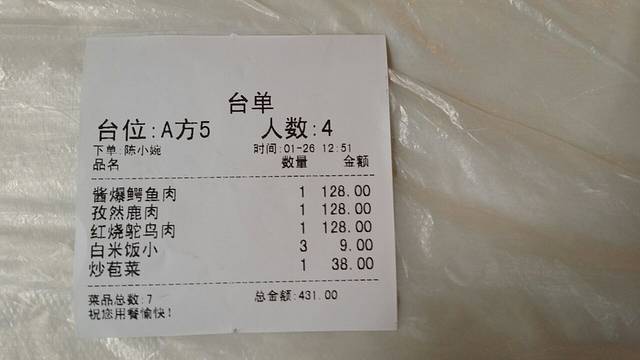 台单
台位:A方5 人数:4
下单:陈小婉 时间:01-26 12:51
品名 数量 金额
酱爆鳄鱼肉 1 128.00
孜然鹿肉 1 128.00
红烧鸵鸟肉 1 128.00
白米饭小 3 9.00
炒苞菜 1 38.00
菜品总数:7 总金额:431.00
祝您用餐愉快!